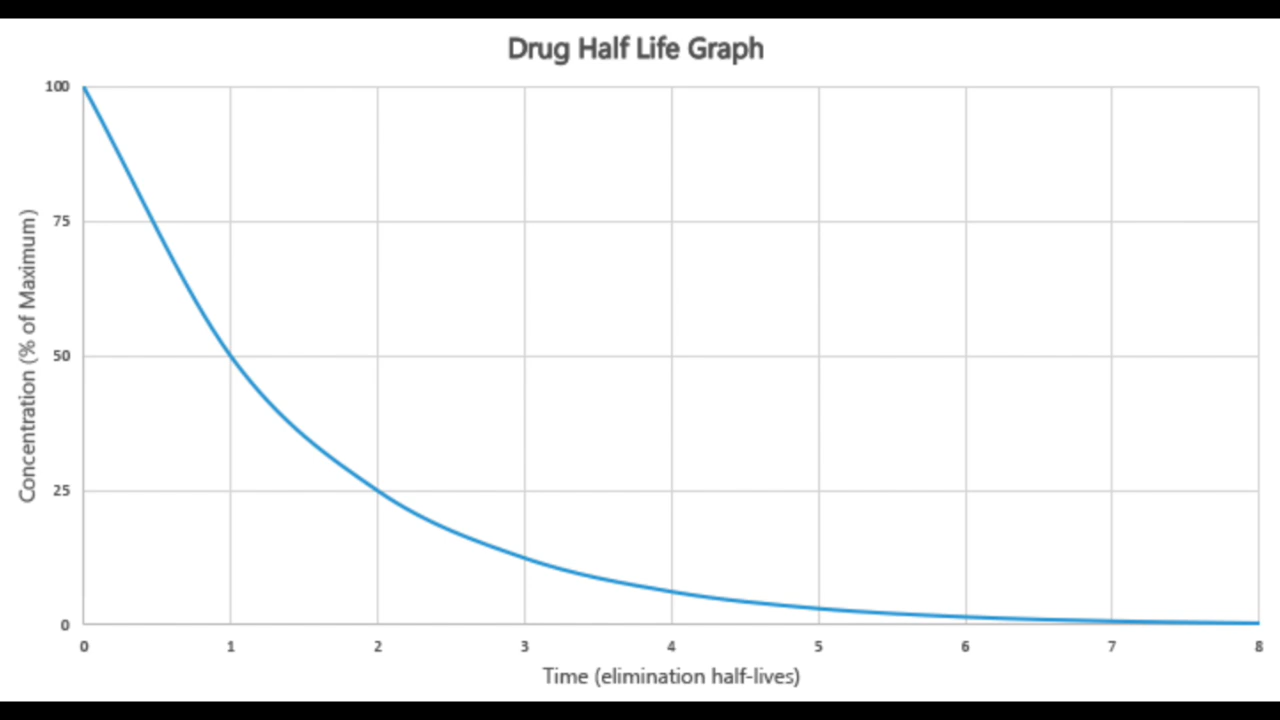 Drug Half Life Graph
100
75
50
25
0
Concentration (% of Maximum)
0 1 2 3 4 5 6 7 8
Time (elimination half-lives)